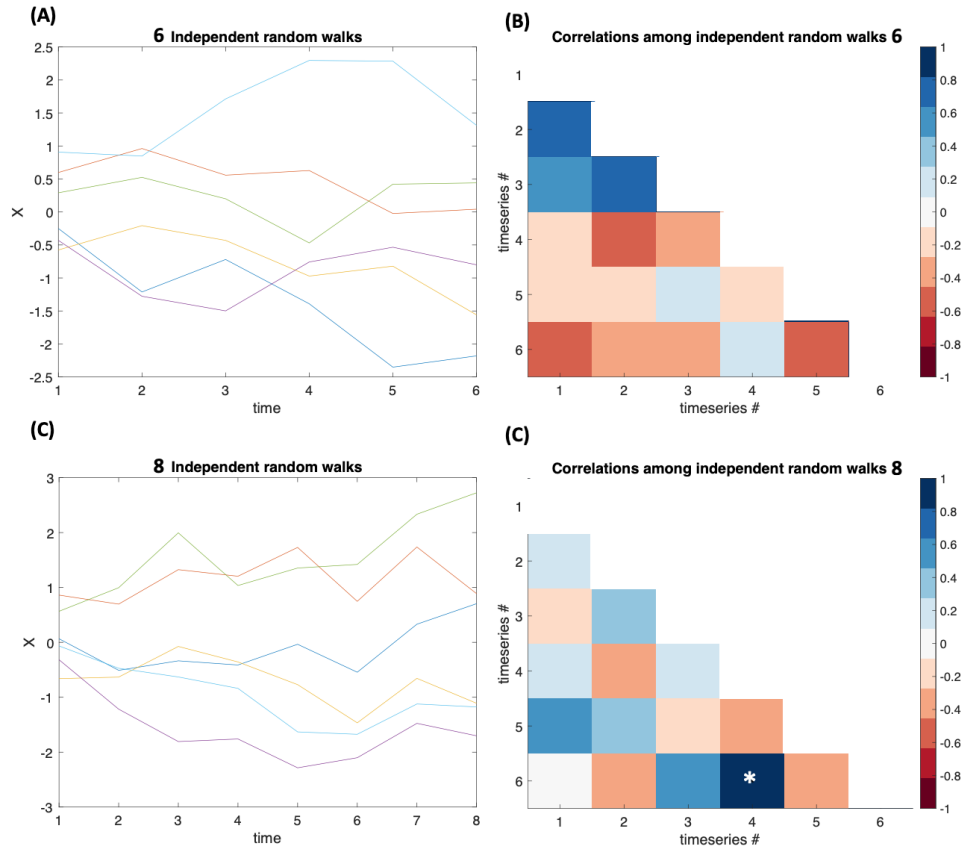 (A)
6 Independent random walks
2.5
2
1.5
1
0.5
0
-0.5
-1
-1.5
-2
-2.5
X
1 2 3 4 5 6
time
(B)
Correlations among independent random walks 6
1
2
3
4
5
6
timeseries #
1 2 3 4 5 6
timeseries #
1
0.8
0.6
0.4
0.2
0
-0.2
-0.4
-0.6
-0.8
-1
(C)
8 Independent random walks
3
2
1
0
-1
-2
-3
X
1 2 3 4 5 6 7 8
time
(C)
Correlations among independent random walks 8
1
2
3
4
5
6
timeseries #
*
1 2 3 4 5 6
timeseries #
1
0.8
0.6
0.4
0.2
0
-0.2
-0.4
-0.6
-0.8
-1